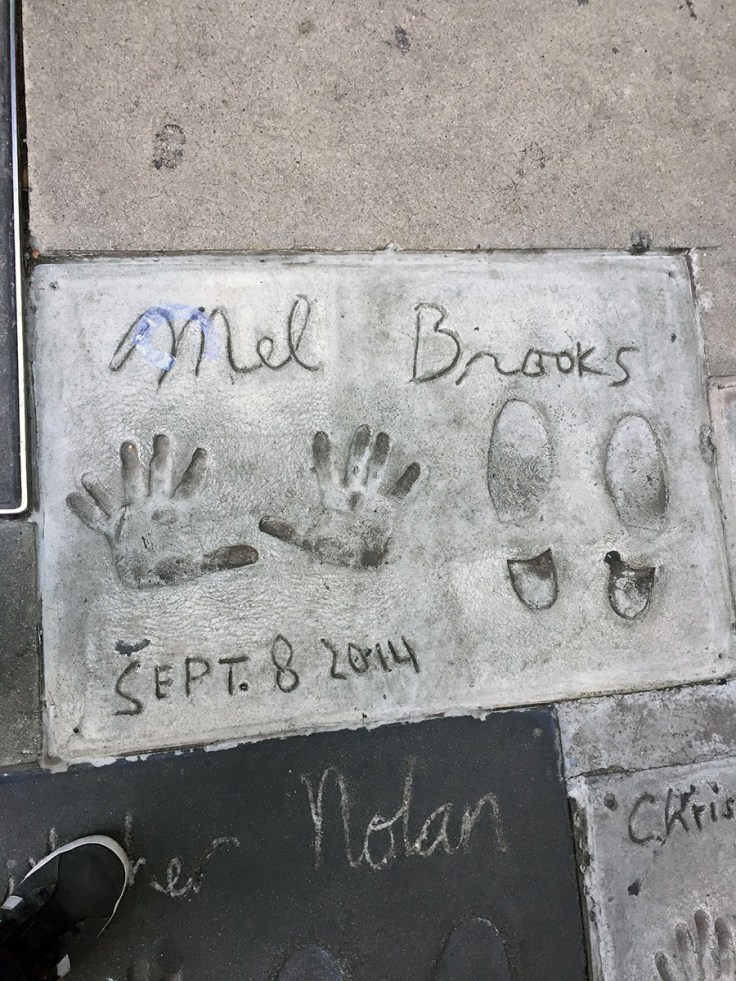 Mel Brooks
SEPT. 8 2014
Nolan
Chris